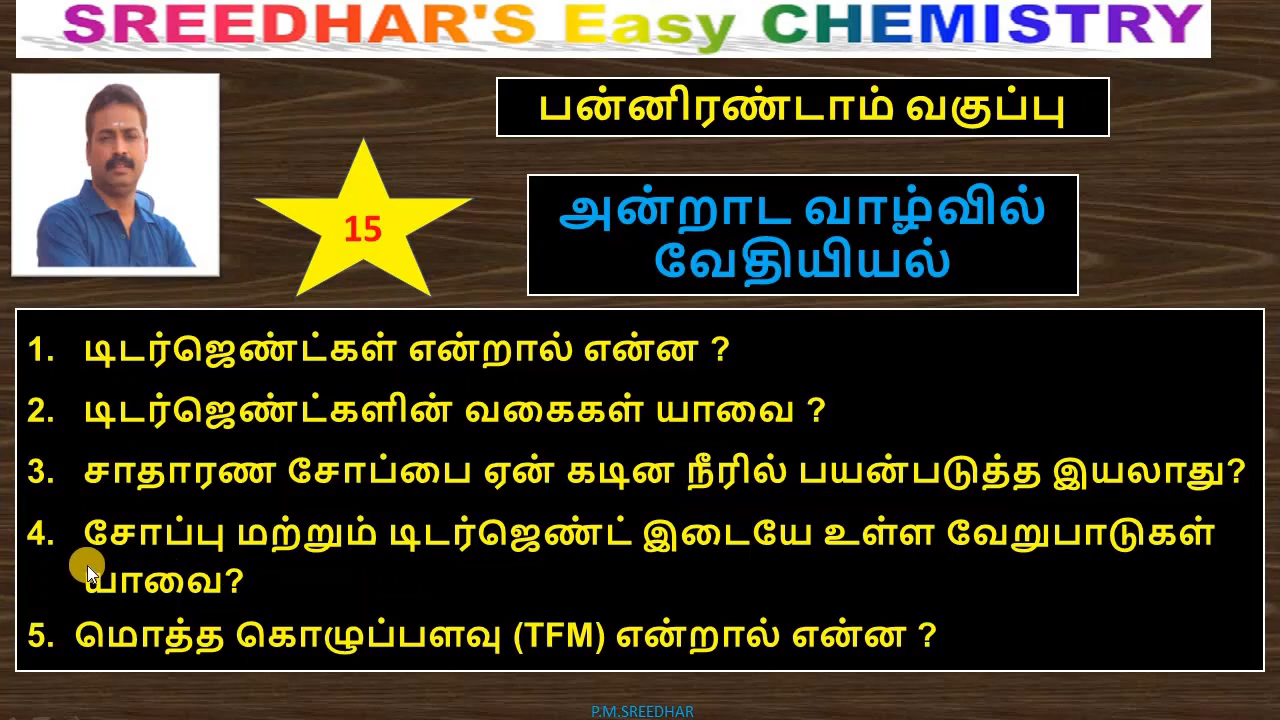 SREEDHAR'S Easy CHEMISTRY
பன்னிரண்டாம் வகுப்பு
15
அன்றாட வாழ்வில்
வேதியியல்
1. டிடர்ஜெண்ட்கள் என்றால் என்ன ?
2. டிடர்ஜெண்ட்களின் வகைகள் யாவை ?
3. சாதாரண சோப்பை ஏன் கடின நீரில் பயன்படுத்த இயலாது?
4. சோப்பு மற்றும் டிடர்ஜெண்ட் இடையே உள்ள வேறுபாடுகள்
யாவை?
5. மொத்த கொழுப்பளவு (TFM) என்றால் என்ன ?
P.M.SREEDHAR